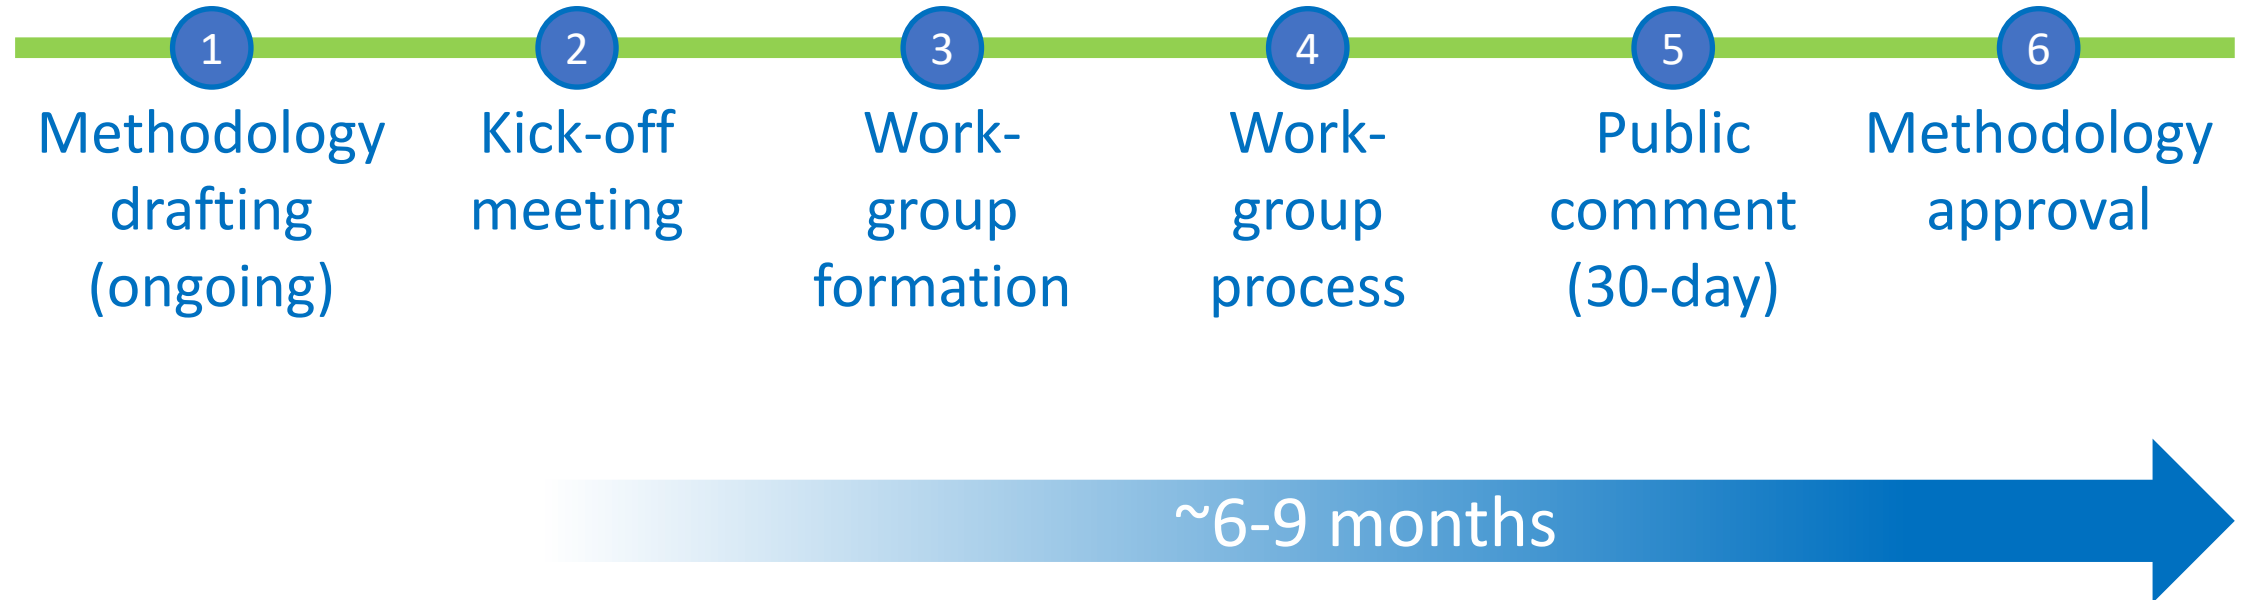 1
2
3
4
5
6
Methodology
drafting
(ongoing)
Kick-off
meeting
Work-
group
formation
Work-
group
process
Public
comment
(30-day)
Methodology
approval
~6-9 months